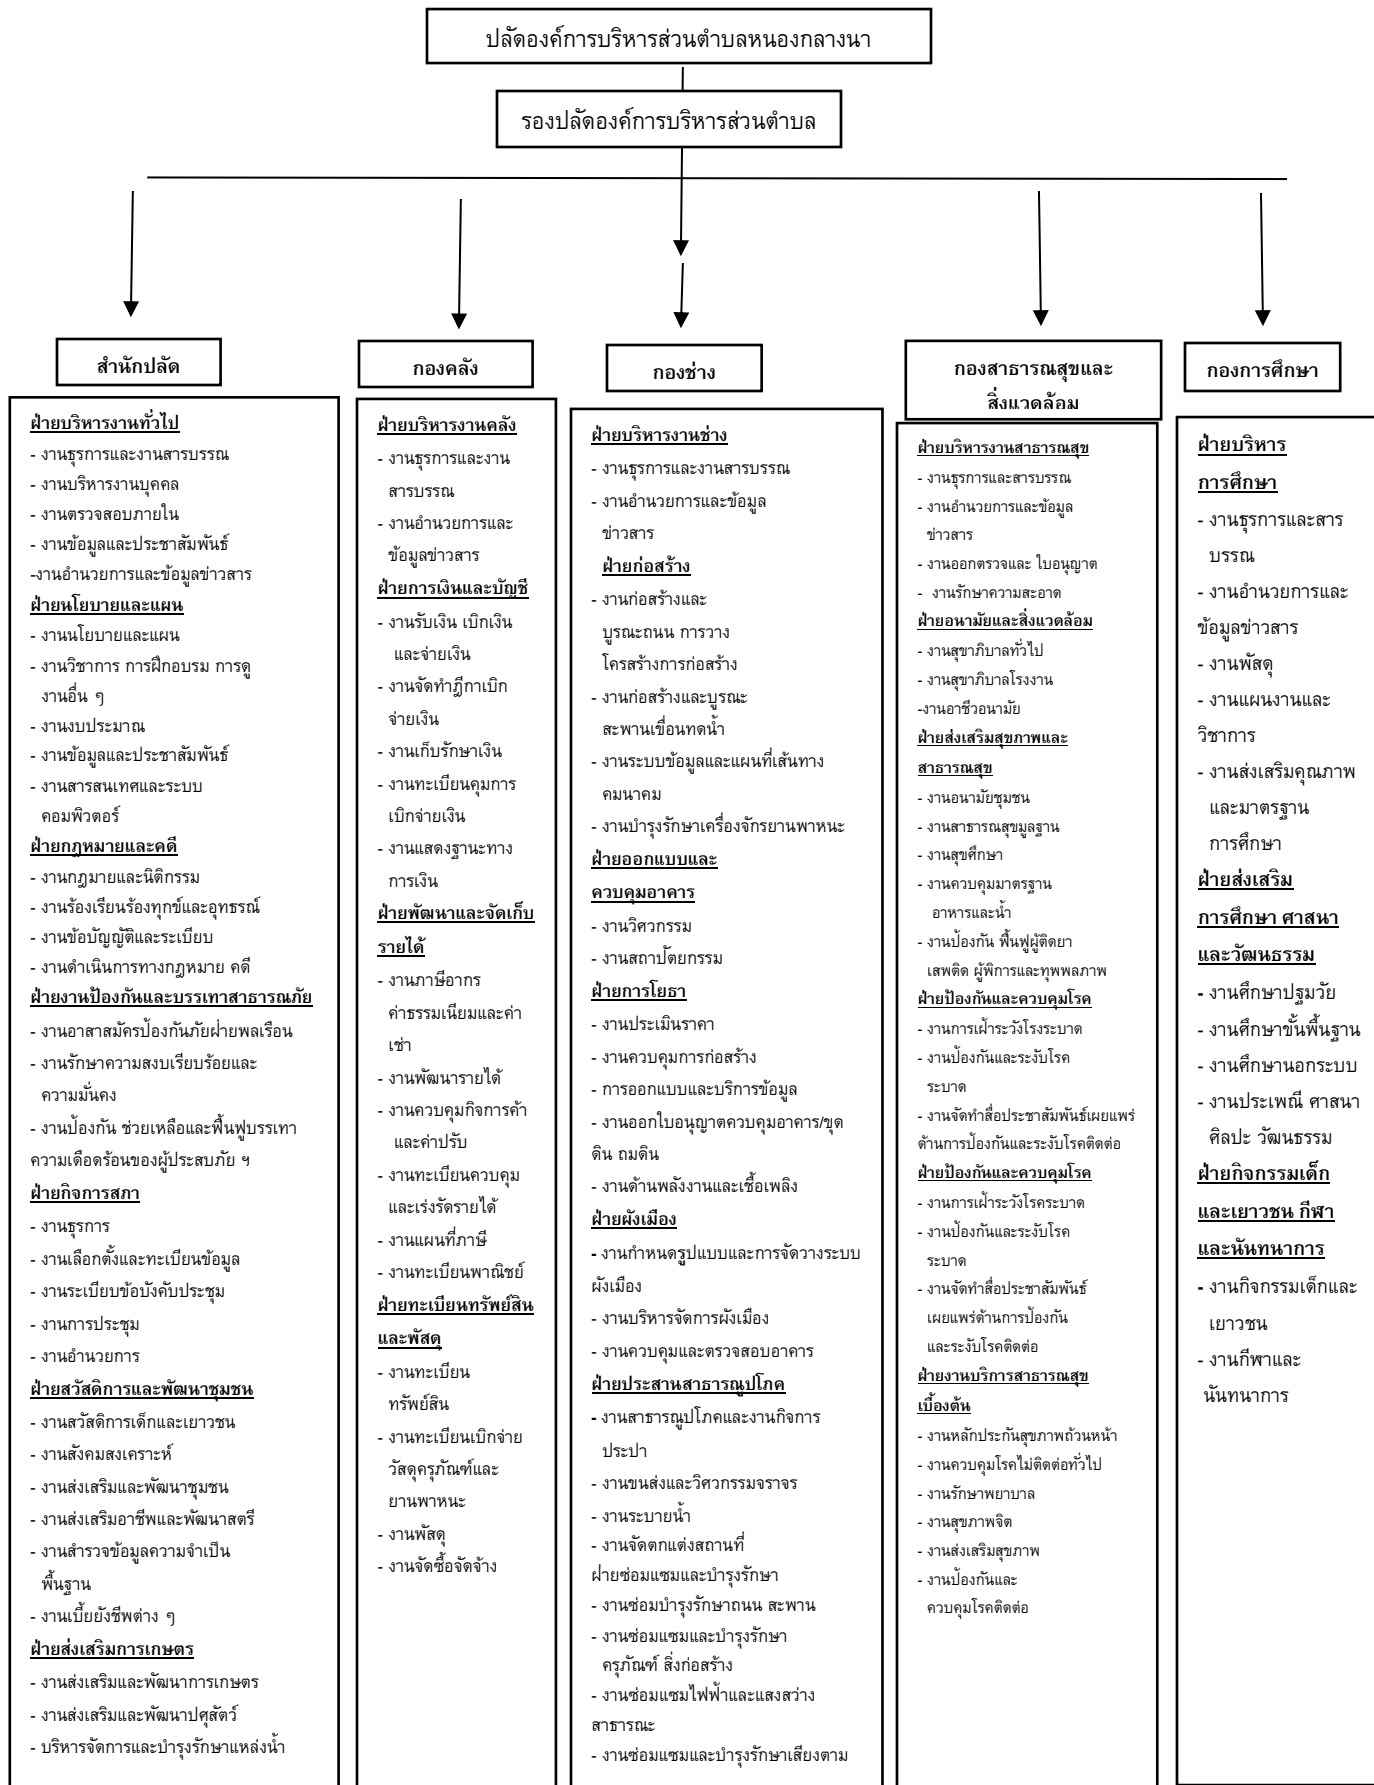 ปลัดองค์การบริหารส่วนตำบลหนองกลางนา
รองปลัดองค์การบริหารส่วนตำบล
สำนักปลัด
ฝ่ายบริหารงานทั่วไป
- งานธุรการและงานสารบรรณ
- งานบริหารงานบุคคล
- งานตรวจสอบภายใน
- งานข้อมูลและประชาสัมพันธ์
-งานอำนวยการและข้อมูลข่าวสาร
ฝ่ายนโยบายและแผน
- งานนโยบายและแผน
- งานวิชาการ การฝึกอบรม การดู
งานอื่น ๆ
- งานงบประมาณ
- งานข้อมูลและประชาสัมพันธ์
- งานสารสนเทศและระบบ
คอมพิวตอร์
ฝ่ายกฎหมายและคดี
- งานกฎมายและนิติกรรม
- งานร้องเรียนร้องทุกข์และอุทธรณ์
- งานข้อบัญญัติและระเบียบ
- งานดำเนินการทางกฎหมาย คดี
ฝ่ายงานป้องกันและบรรเทาสาธารณภัย
- งานอาสาสมัครป้องกันภัยฝ่ายพลเรือน
- งานรักษาความสงบเรียบร้อยและ
ความมั่นคง
- งานป้องกัน ช่วยเหลือและฟื้นฟูบรรเทา
ความเดือดร้อนของผู้ประสบภัย ฯ
ฝ่ายกิจการสภา
- งานธุรการ
- งานเลือกตั้งและทะเบียนข้อมูล
- งานระเบียบข้อบังคับประชุม
- งานการประชุม
- งานอำนวยการ
ฝ่ายสวัสดิการและพัฒนาชุมชน
- งานสวัสดิการเด็กและเยาวชน
- งานสังคมสงเคราะห์
- งานส่งเสริมและพัฒนาชุมชน
- งานส่งเสริมอาชีพและพัฒนาสตรี
- งานสำรวจข้อมูลความจำเป็น
พื้นฐาน
- งานเบี้ยยังชีพต่าง ๆ
ฝ่ายส่งเสริมการเกษตร
- งานส่งเสริมและพัฒนาการเกษตร
- งานส่งเสริมและพัฒนาปศุสัตว์
- บริหารจัดการและบำรุงรักษาแหล่งน้ำ
กองคลัง
ฝ่ายบริหารงานคลัง
- งานธุรการและงาน
สารบรรณ
- งานอำนวยการและ
ข้อมูลข่าวสาร
ฝ่ายการเงินและบัญชี
- งานรับเงิน เบิกเงิน
และจ่ายเงิน
- งานจัดทำฎีกาเบิก
จ่ายเงิน
- งานเก็บรักษาเงิน
- งานทะเบียนคุมการ
เบิกจ่ายเงิน
- งานแสดงฐานะทาง
การเงิน
ฝ่ายพัฒนาและจัดเก็บ
รายได้
- งานภาษีอากร
ค่าธรรมเนียมและค่า
เช่า
- งานพัฒนารายได้
- งานควบคุมกิจการค้า
และค่าปรับ
- งานทะเบียนควบคุม
และเร่งรัดรายได้
- งานแผนที่ภาษี
- งานทะเบียนพาณิชย์
ฝ่ายทะเบียนทรัพย์สิน
และพัสดุ
- งานทะเบียน
ทรัพย์สิน
- งานทะเบียนเบิกจ่าย
วัสดุครุภัณฑ์และ
ยานพาหนะ
- งานพัสดุ
- งานจัดซื้อจัดจ้าง
กองช่าง
ฝ่ายบริหารงานช่าง
- งานธุรการและงานสารบรรณ
- งานอำนวยการและข้อมูล
ข่าวสาร
ฝ่ายก่อสร้าง
- งานก่อสร้างและ
บูรณะถนน การวาง
โครสร้างการก่อสร้าง
- งานก่อสร้างและบูรณะ
สะพานเขื่อนทดน้ำ
- งานระบบข้อมูลและแผนที่เส้นทาง
คมนาคม
- งานบำรุงรักษาเครื่องจักรยานพาหนะ
ฝ่ายออกแบบและ
ควบคุมอาคาร
- งานวิศวกรรม
- งานสถาปัตยกรรม
ฝ่ายการโยธา
- งานประเมินราคา
- งานควบคุมการก่อสร้าง
- การออกแบบและบริการข้อมูล
- งานออกใบอนุญาตควบคุมอาคาร/ขุด
ดิน ถมดิน
- งานด้านพลังงานและเชื้อเพลิง
ฝ่ายผังเมือง
- งานกำหนดรูปแบบและการจัดวางระบบ
ผังเมือง
- งานบริหารจัดการผังเมือง
- งานควบคุมและตรวจสอบอาคาร
ฝ่ายประสานสาธารณูปโภค
- งานสาธารณูปโภคและงานกิจการ
ประปา
- งานขนส่งและวิศวกรรมจราจร
- งานระบายน้ำ
- งานจัดตกแต่งสถานที่
ฝ่ายซ่อมแซมและบำรุงรักษา
- งานซ่อมบำรุงรักษาถนน สะพาน
- งานซ่อมแซมและบำรุงรักษา
ครุภัณฑ์ สิ่งก่อสร้าง
- งานซ่อมแซมไฟฟ้าและแสงสว่าง
สาธารณะ
- งานซ่อมแซมและบำรุงรักษาเสียงตาม
กองสาธารณสุขและ
สิ่งแวดล้อม
ฝ่ายบริหารงานสาธารณสุข
- งานธุรการและสารบรรณ
- งานอำนวยการและข้อมูล
ข่าวสาร
- งานออกตรวจและ ใบอนุญาต
- งานรักษาความสะอาด
ฝ่ายอนามัยและสิ่งแวดล้อม
- งานสุขาภิบาลทั่วไป
- งานสุขาภิบาลโรงงาน
-งานอาชีวอนามัย
ฝ่ายส่งเสริมสุขภาพและ
สาธารณสุข
- งานอนามัยชุมชน
- งานสาธารณสุขมูลฐาน
- งานสุขศึกษา
- งานควบคุมมาตรฐาน
อาหารและน้ำ
- งานป้องกัน ฟื้นฟูผู้ติดยา
เสพติด ผู้พิการและทุพพลภาพ
ฝ่ายป้องกันและควบคุมโรค
- งานการเฝ้าระวังโรงระบาด
- งานป้องกันและระงับโรค
ระบาด
- งานจัดทำสื่อประชาสัมพันธ์เผยแพร่
ด้านการป้องกันและระงับโรคติดต่อ
ฝ่ายป้องกันและควบคุมโรค
- งานการเฝ้าระวังโรคระบาด
- งานป้องกันและระงับโรค
ระบาด
- งานจัดทำสื่อประชาสัมพันธ์
เผยแพร่ด้านการป้องกัน
และระงับโรคติดต่อ
ฝ่ายงานบริการสาธารณสุข
เบื้องต้น
- งานหลักประกันสุขภาพถ้วนหน้า
- งานควบคุมโรคไม่ติดต่อทั่วไป
- งานรักษาพยาบาล
- งานสุขภาพจิต
- งานส่งเสริมสุขภาพ
- งานป้องกันและ
ควบคุมโรคติดต่อ
กองการศึกษา
ฝ่ายบริหาร
การศึกษา
- งานธุรการและสาร
บรรณ
- งานอำนวยการและ
ข้อมูลข่าวสาร
- งานพัสดุ
- งานแผนงานและ
วิชาการ
- งานส่งเสริมคุณภาพ
และมาตรฐาน
การศึกษา
ฝ่ายส่งเสริม
การศึกษา ศาสนา
และวัฒนธรรม
- งานศึกษาปฐมวัย
- งานศึกษาขั้นพื้นฐาน
- งานศึกษานอกระบบ
- งานประเพณี ศาสนา
ศิลปะ วัฒนธรรม
ฝ่ายกิจกรรมเด็ก
และเยาวชน กีฬา
และนันทนาการ
- งานกิจกรรมเด็กและ
เยาวชน
- งานกีฬาและ
นันทนาการ